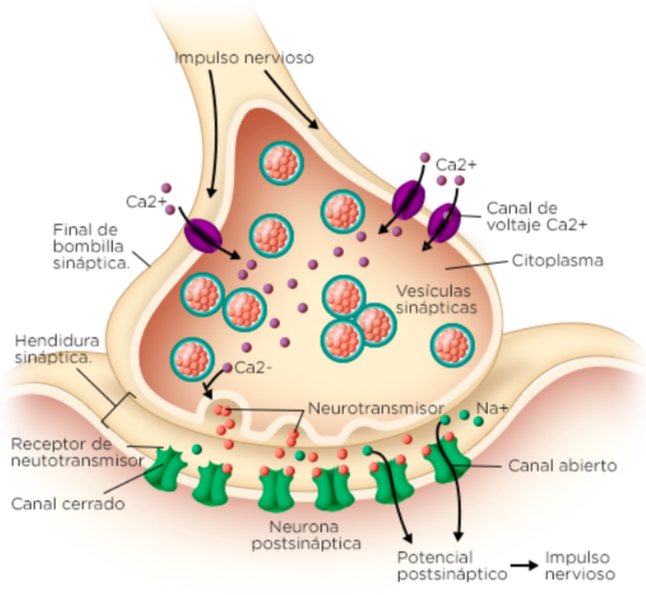 Impulso nervioso
Ca2+
Ca2+
Canal de
voltaje Ca2+
Final de
bombilla
sináptica.
Citoplasma
Vesículas
sinápticas
Hendidura
sináptica.
Ca2-
Neurotransmisor
Na+
Receptor de
neutotransmisor
Canal abierto
Canal cerrado
Neurona
postsináptica
Potencial
postsináptico
Impulso
nervioso